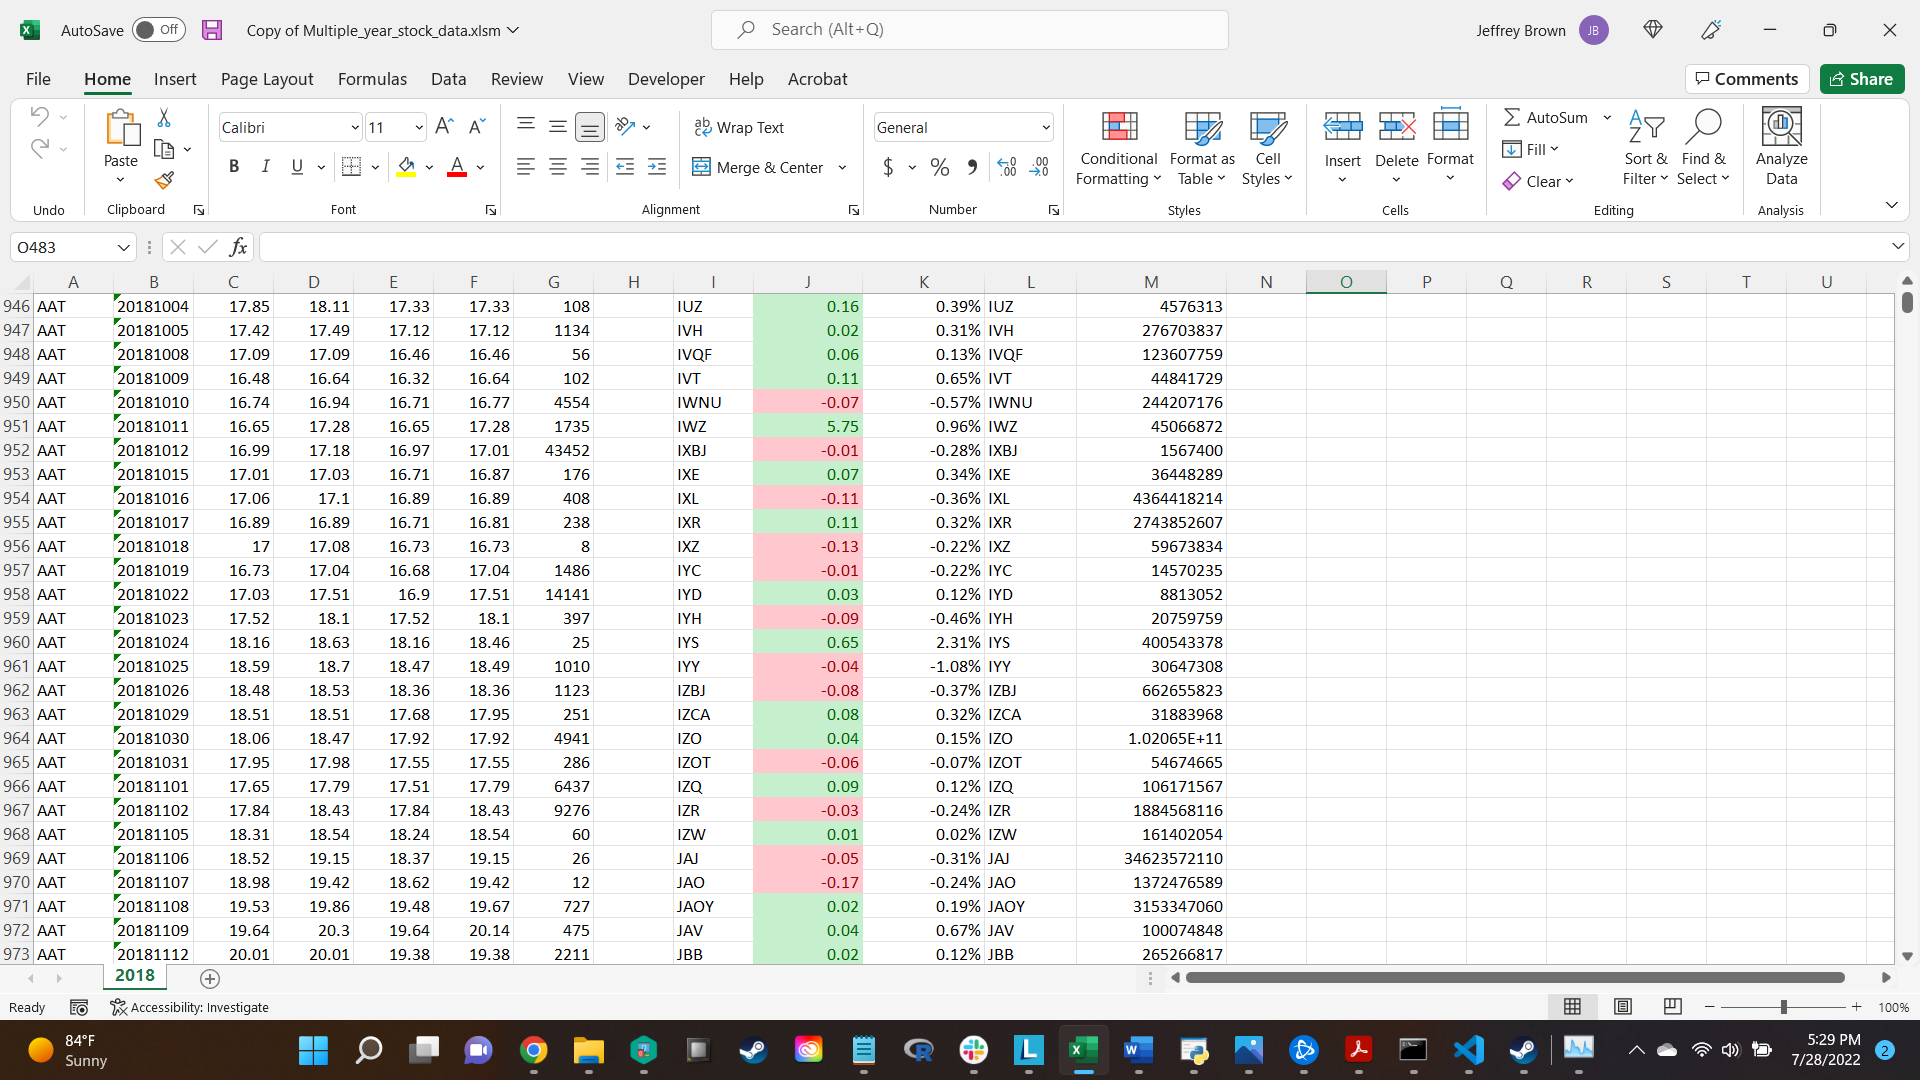 AutoSave Off Copy of Multiple_year_stock_data.xlsm Search (Alt+Q) Jeffrey Brown JB
File Home Insert Page Layout Formulas Data Review View Developer Help Acrobat Comments Share
Calibri 11 Wrap Text General AutoSum
Paste B I U A Merge & Center $ % Conditional Formatting Format as Table Cell Styles Insert Delete Format Fill Clear Sort & Filter Find & Select Analyze Data
Undo Clipboard Font Alignment Number Styles Cells Editing Analysis
O483 fx
A B C D E F G H I J K L M N O P Q R S T U
946 AAT 20181004 17.85 18.11 17.33 17.33 108 IUZ 0.16 0.39% IUZ 4576313
947 AAT 20181005 17.42 17.49 17.12 17.12 1134 IVH 0.02 0.31% IVH 276703837
948 AAT 20181008 17.09 17.09 16.46 16.46 56 IVQF 0.06 0.13% IVQF 123607759
949 AAT 20181009 16.48 16.64 16.32 16.64 102 IVT 0.11 0.65% IVT 44841729
950 AAT 20181010 16.74 16.94 16.71 16.77 4554 IWNU -0.07 -0.57% IWNU 244207176
951 AAT 20181011 16.65 17.28 16.65 17.28 1735 IWZ 5.75 0.96% IWZ 45066872
952 AAT 20181012 16.99 17.18 16.97 17.01 43452 IXBJ -0.01 -0.28% IXBJ 1567400
953 AAT 20181015 17.01 17.03 16.71 16.87 176 IXE 0.07 0.34% IXE 36448289
954 AAT 20181016 17.06 17.1 16.89 16.89 408 IXL -0.11 -0.36% IXL 4364418214
955 AAT 20181017 16.89 16.89 16.71 16.81 238 IXR 0.11 0.32% IXR 2743852607
956 AAT 20181018 17 17.08 16.73 16.73 8 IXZ -0.13 -0.22% IXZ 59673834
957 AAT 20181019 16.73 17.04 16.68 17.04 1486 IYC -0.01 -0.22% IYC 14570235
958 AAT 20181022 17.03 17.51 16.9 17.51 14141 IYD 0.03 0.12% IYD 8813052
959 AAT 20181023 17.52 18.1 17.52 18.1 397 IYH -0.09 -0.46% IYH 20759759
960 AAT 20181024 18.16 18.63 18.16 18.46 25 IYS 0.65 2.31% IYS 400543378
961 AAT 20181025 18.59 18.7 18.47 18.49 1010 IYY -0.04 -1.08% IYY 30647308
962 AAT 20181026 18.48 18.53 18.36 18.36 1123 IZBJ -0.08 -0.37% IZBJ 662655823
963 AAT 20181029 18.51 18.51 17.68 17.95 251 IZCA 0.08 0.32% IZCA 31883968
964 AAT 20181030 18.06 18.47 17.92 17.92 4941 IZO 0.04 0.15% IZO 1.02065E+11
965 AAT 20181031 17.95 17.98 17.55 17.55 286 IZOT -0.06 -0.07% IZOT 54674665
966 AAT 20181101 17.65 17.79 17.51 17.79 6437 IZQ 0.09 0.12% IZQ 106171567
967 AAT 20181102 17.84 18.43 17.84 18.43 9276 IZR -0.03 -0.24% IZR 1884568116
968 AAT 20181105 18.31 18.54 18.24 18.54 60 IZW 0.01 0.02% IZW 161402054
969 AAT 20181106 18.52 19.15 18.37 19.15 26 JAJ -0.05 -0.31% JAJ 34623572110
970 AAT 20181107 18.98 19.42 18.62 19.42 12 JAO -0.17 -0.24% JAO 1372476589
971 AAT 20181108 19.53 19.86 19.48 19.67 727 JAOY 0.02 0.19% JAOY 3153347060
972 AAT 20181109 19.64 20.3 19.64 20.14 475 JAV 0.04 0.67% JAV 100074848
973 AAT 20181112 20.01 20.01 19.38 19.38 2211 JBB 0.02 0.12% JBB 265266817
2018
Ready Accessibility: Investigate 100%
84°F 5:29 PM
Sunny 7/28/2022 2